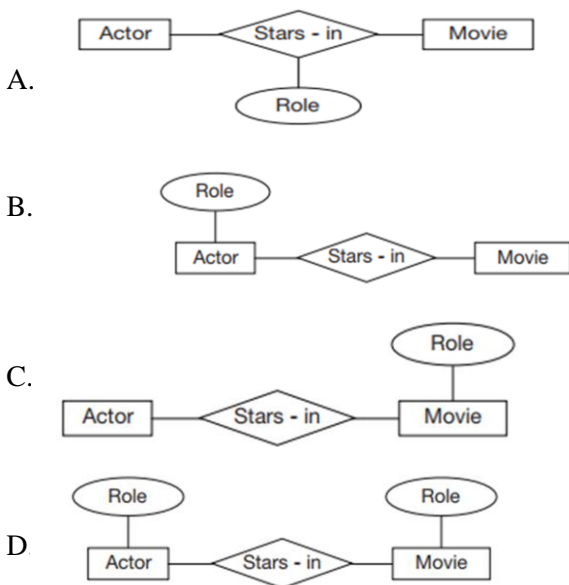 Actor Stars - in Movie
A.
Role
Role
B.
Actor Stars - in Movie
Role
C.
Actor Stars - in Movie
Role Role
D.
Actor Stars - in Movie